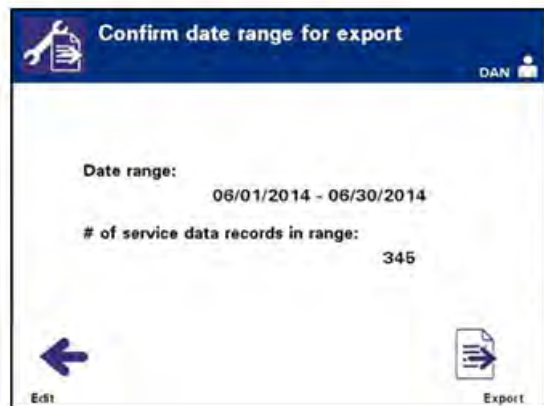 Confirm date range for export
DAN
Date range:
06/01/2014 - 06/30/2014
# of service data records in range:
345
Edit
Export